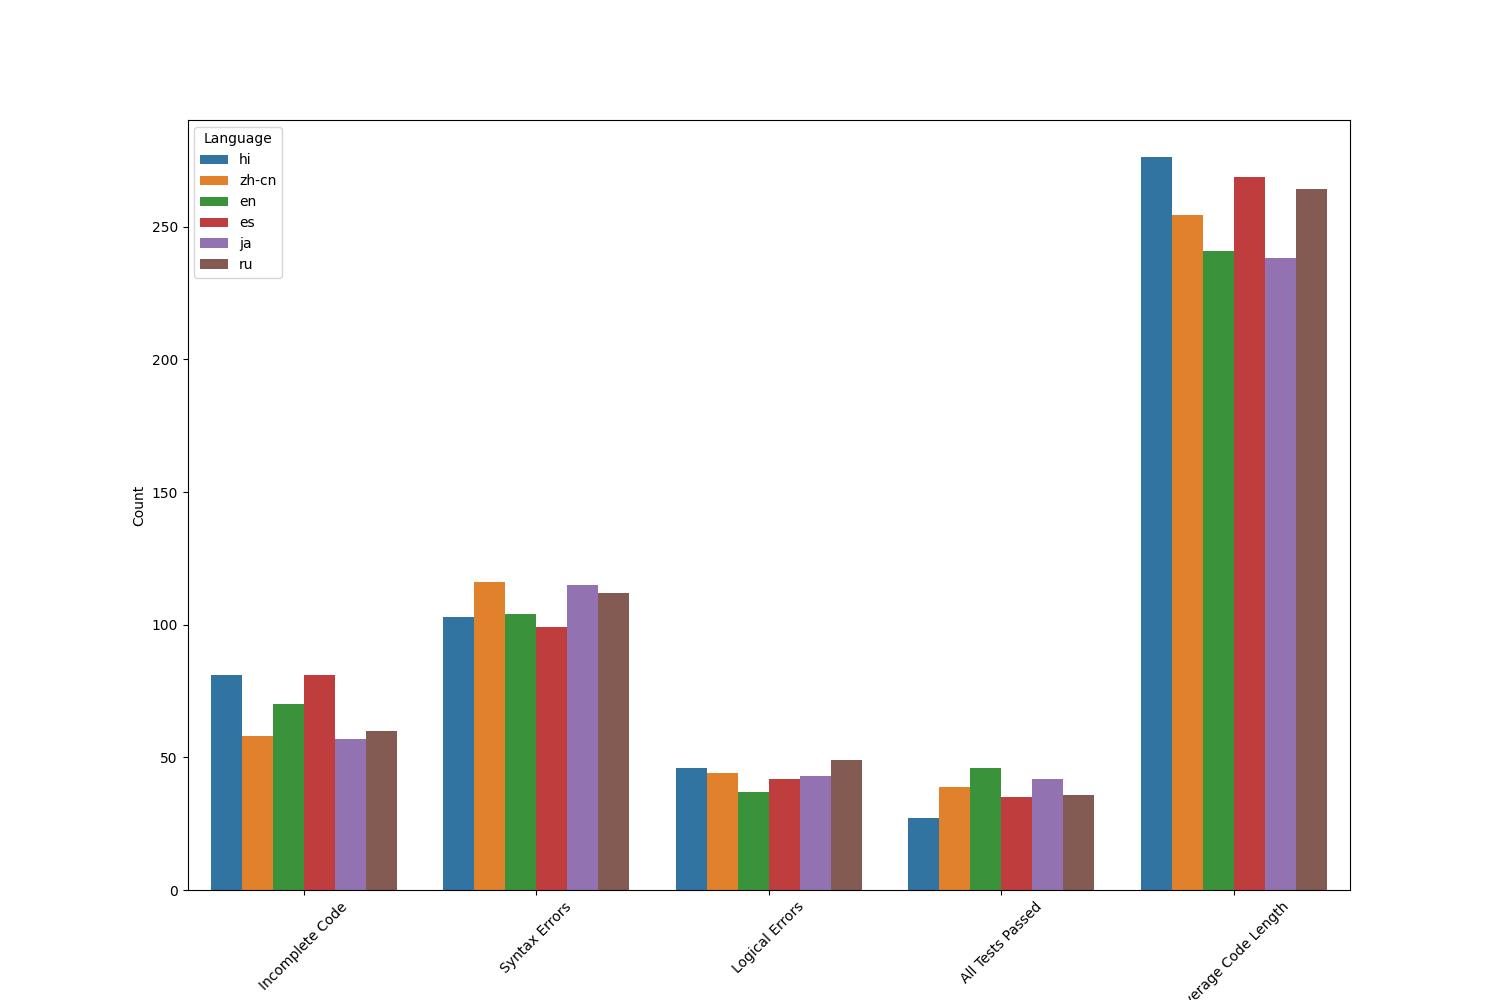 Language
hi
zh-cn
en
es
ja
ru
250
200
150
100
50
0
Count
Incomplete Code
Syntax Errors
Logical Errors
All Tests Passed
Code Length